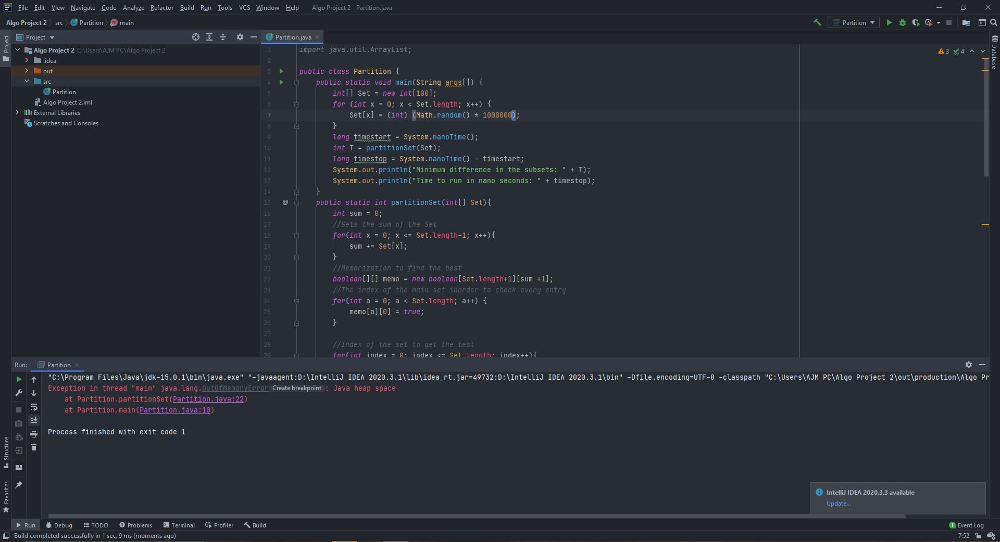 File Edit View Navigate Code Analyze Refactor Build Run Tools VCS Window Help Algo Project 2 - Partition.java
Algo Project 2 src Partition main
Partition
Project
Project
Partition.java
Algo Project 2 C:\Users\AJM PC\Algo Project 2
.idea
out
src
Partition
Algo Project 2.iml
External Libraries
Scratches and Consoles
3 4
Database
1 import java.util.ArrayList;
2
3 public class Partition {
4 public static void main(String args[]) {
5 int[] Set = new int[100];
6 for (int x = 0; x < Set.length; x++) {
7 Set[x] = (int) (Math.random() * 1000000);
8 }
9 long timestart = System.nanoTime();
10 int T = partitionSet(Set);
11 long timestop = System.nanoTime() - timestart;
12 System.out.println("Minimum difference in the subsets: " + T);
13 System.out.println("Time to run in nano seconds: " + timestop);
14 }
15 @ public static int partitionSet(int[] Set){
16 int sum = 0;
17 //Gets the sum of the Set
18 for(int x = 0; x <= Set.length-1; x++){
19 sum += Set[x];
20 }
21 //Memorization to find the best
22 boolean[][] memo = new boolean[Set.length+1][sum +1];
23 //The index of the main set inorder to check every entry
24 for(int a = 0; a < Set.length; a++) {
25 memo[a][0] = true;
26 }
27
28 //Index of the set to get the test
29 for(int index = 0; index <= Set.length; index++){
Run: Partition
"C:\Program Files\Java\jdk-15.0.1\bin\java.exe" "-javaagent:D:\IntelliJ IDEA 2020.3.1\lib\idea_rt.jar=49732:D:\IntelliJ IDEA 2020.3.1\bin" -Dfile.encoding=UTF-8 -classpath "C:\Users\AJM PC\Algo Project 2\out\production\Algo Pr
Exception in thread "main" java.lang.OutOfMemoryError Create breakpoint : Java heap space
at Partition.partitionSet(Partition.java:22)
at Partition.main(Partition.java:10)
Process finished with exit code 1
Structure
Favorites
IntelliJ IDEA 2020.3.3 available
Update...
Run Debug TODO Problems Terminal Profiler Build
1 Event Log
Build completed successfully in 1 sec, 9 ms (moments ago)
7:52